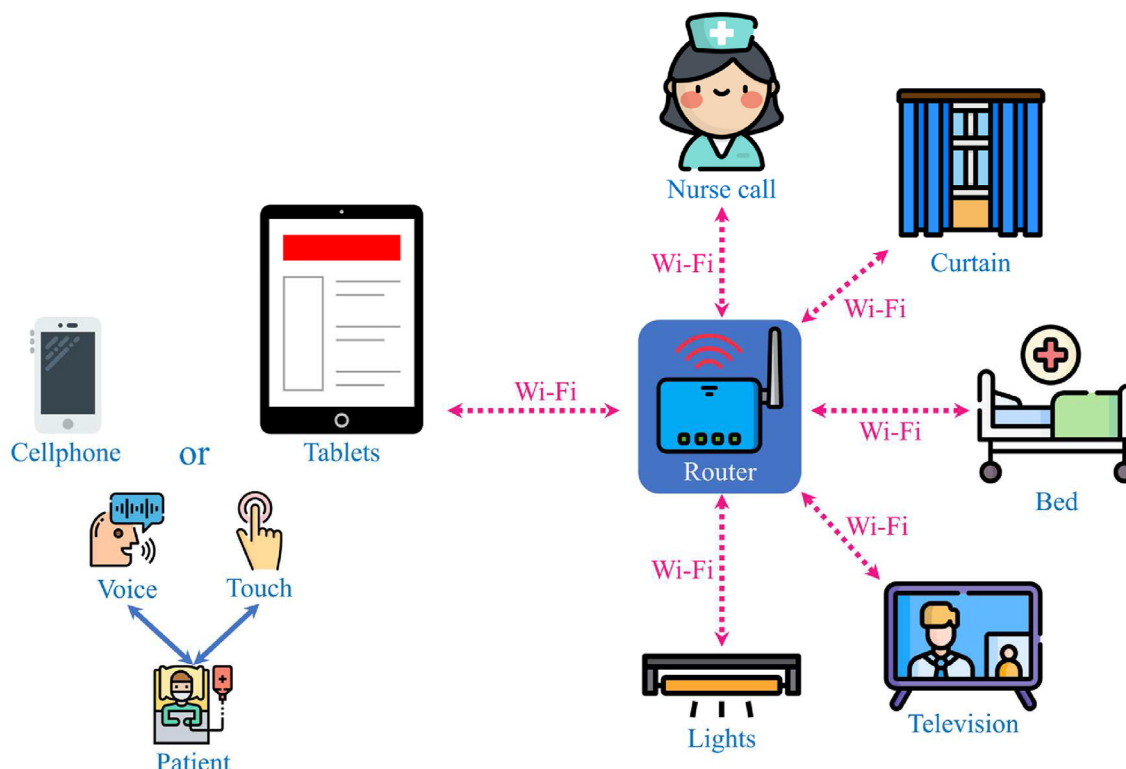 Nurse call
Curtain
Wi-Fi
Wi-Fi
Wi-Fi
Wi-Fi
Cellphone
or
Tablets
Router
Bed
Voice
Touch
Wi-Fi
Wi-Fi
Patient
Lights
Television